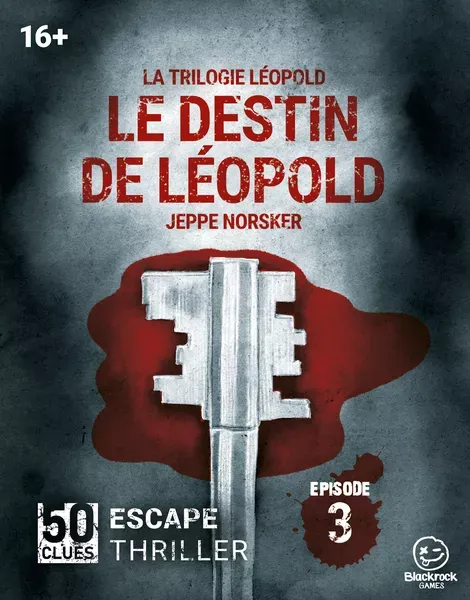 16+
LA TRILOGIE LÉOPOLD
LE DESTIN
DE LÉOPOLD
JEPPE NORSKER
EPISODE
3
50
CLUES
ESCAPE
THRILLER
Blackrock
GAMES